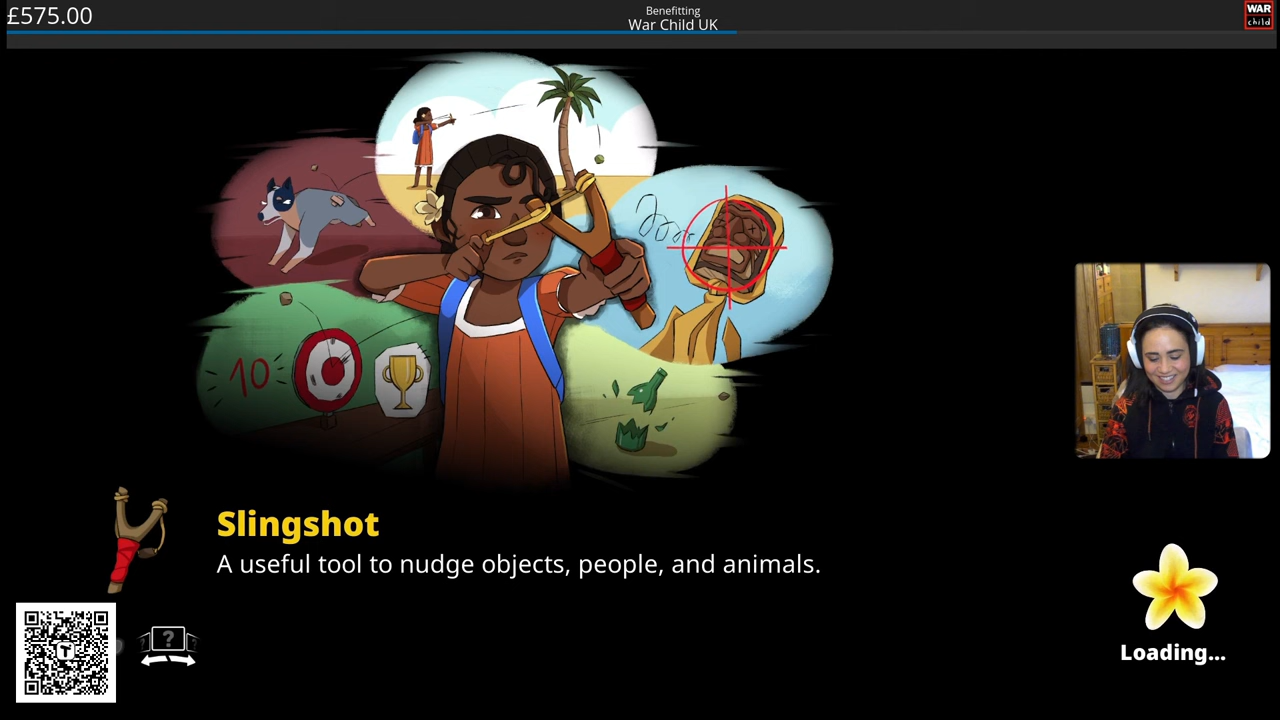 £575.00
Benefitting
War Child UK
WAR
child
10
Slingshot
A useful tool to nudge objects, people, and animals.
T
?
Loading...